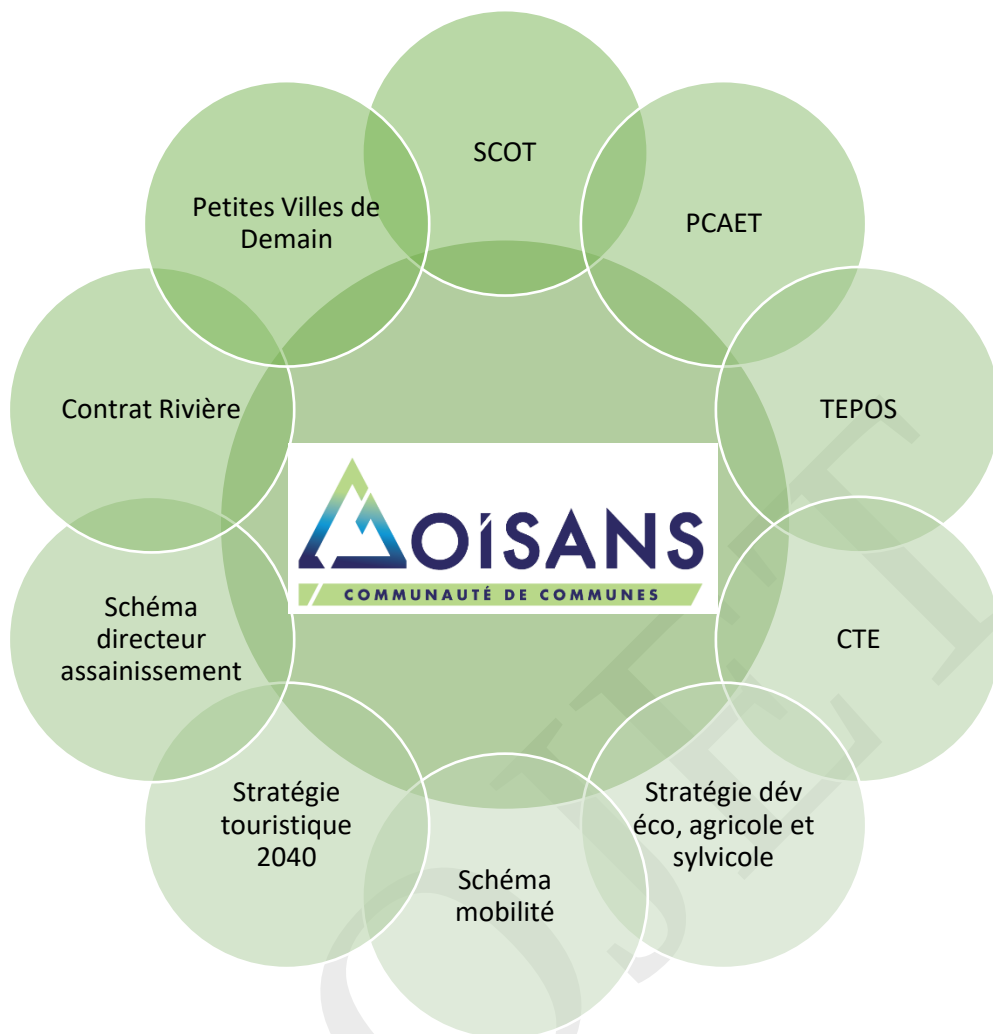 SCOT
PCAET
TEPOS
CTE
Stratégie dév
éco, agricole et
sylvicole
Schéma
mobilité
Stratégie
touristique
2040
Schéma
directeur
assainissement
Contrat Rivière
Petites Villes de
Demain
OiSANS
COMMUNAUTÉ DE COMMUNES